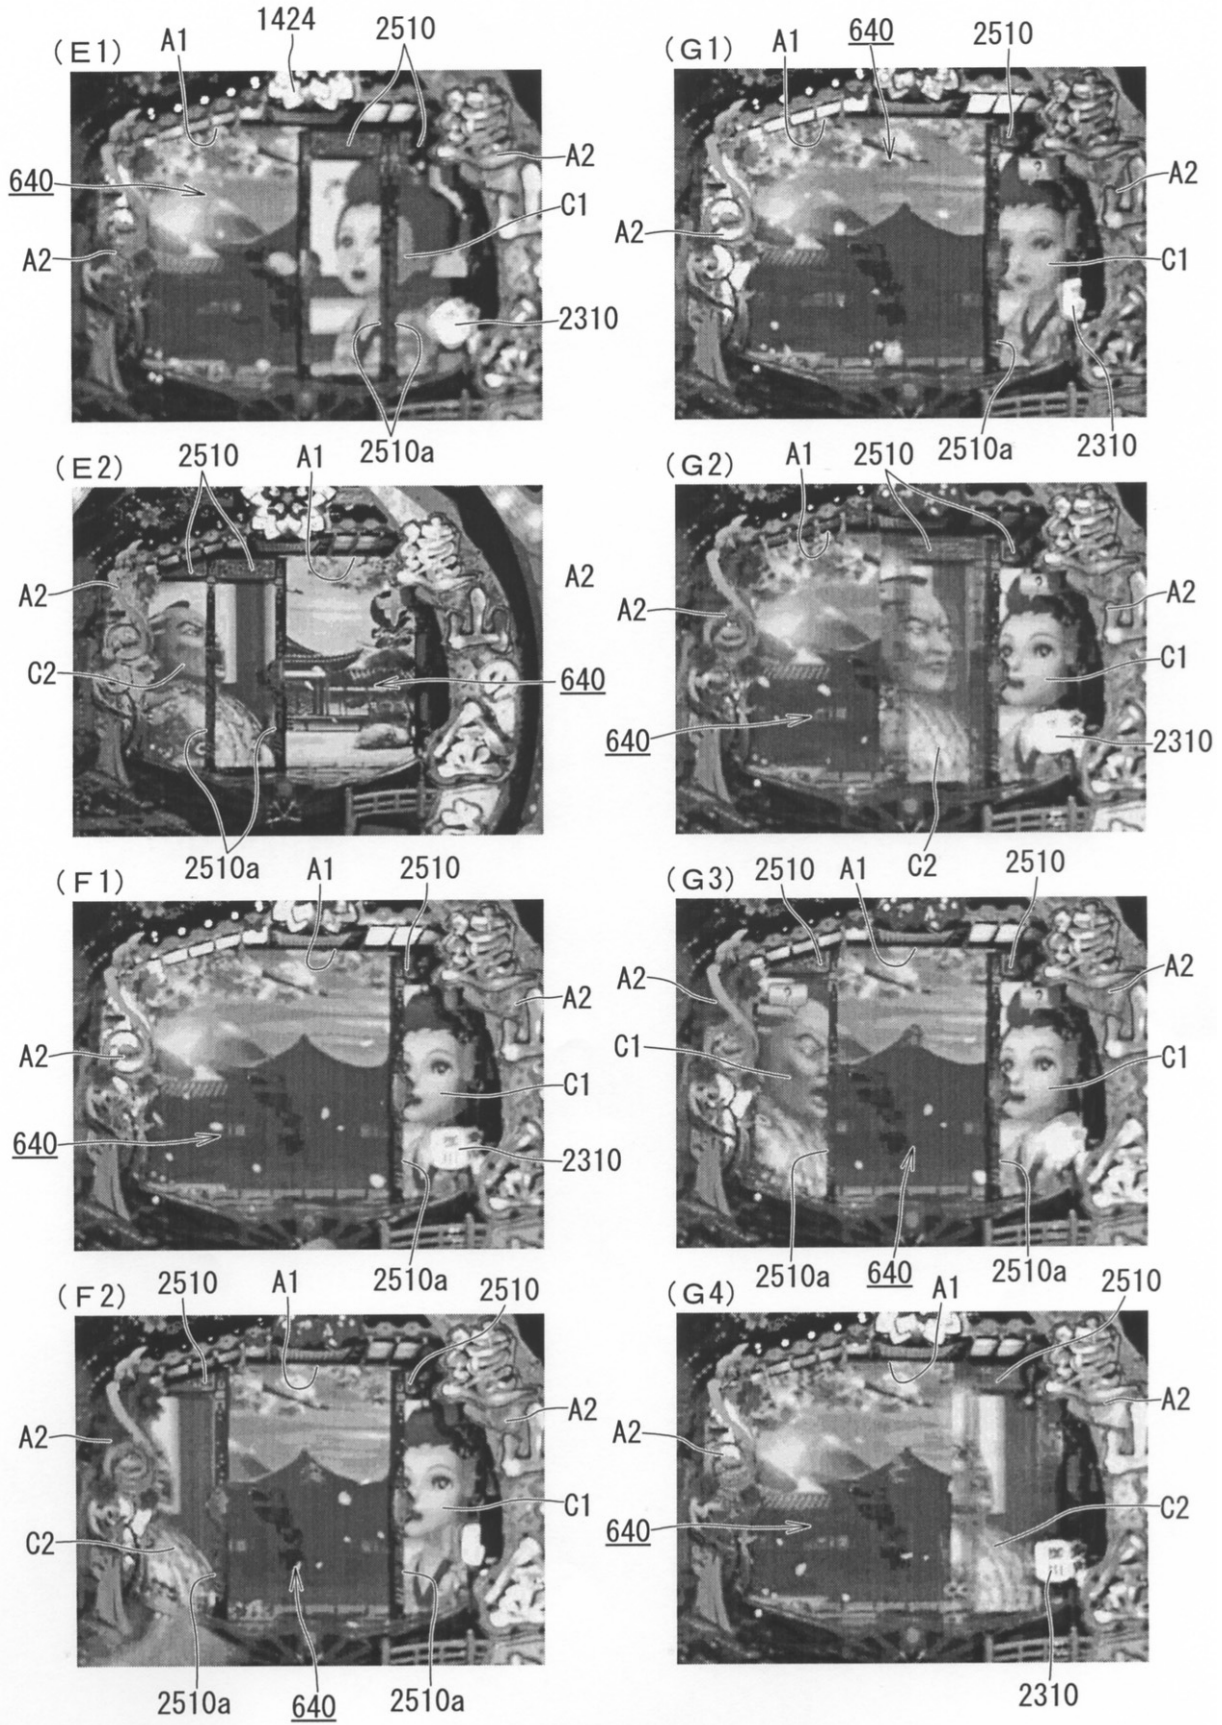 (E1) A1 1424 2510
640
A2
A2
C1
2310
2510a
(E2) 2510 A1
A2
A2
C2
640
2510a
(F1) A1 2510
A2
A2
C1
640
2310
2510a
(F2) 2510 A1 2510
A2
A2
C1
C2
2510a 640 2510a
(G1) A1 640 2510
A2
A2
C1
2510a 2310
(G2) A1 2510
A2
A2
C1
640
2310
C2
(G3) 2510 A1 2510
?
?
A2
A2
C1
C1
2510a 640 2510a
(G4) A1 2510
A2
A2
C2
640
2310